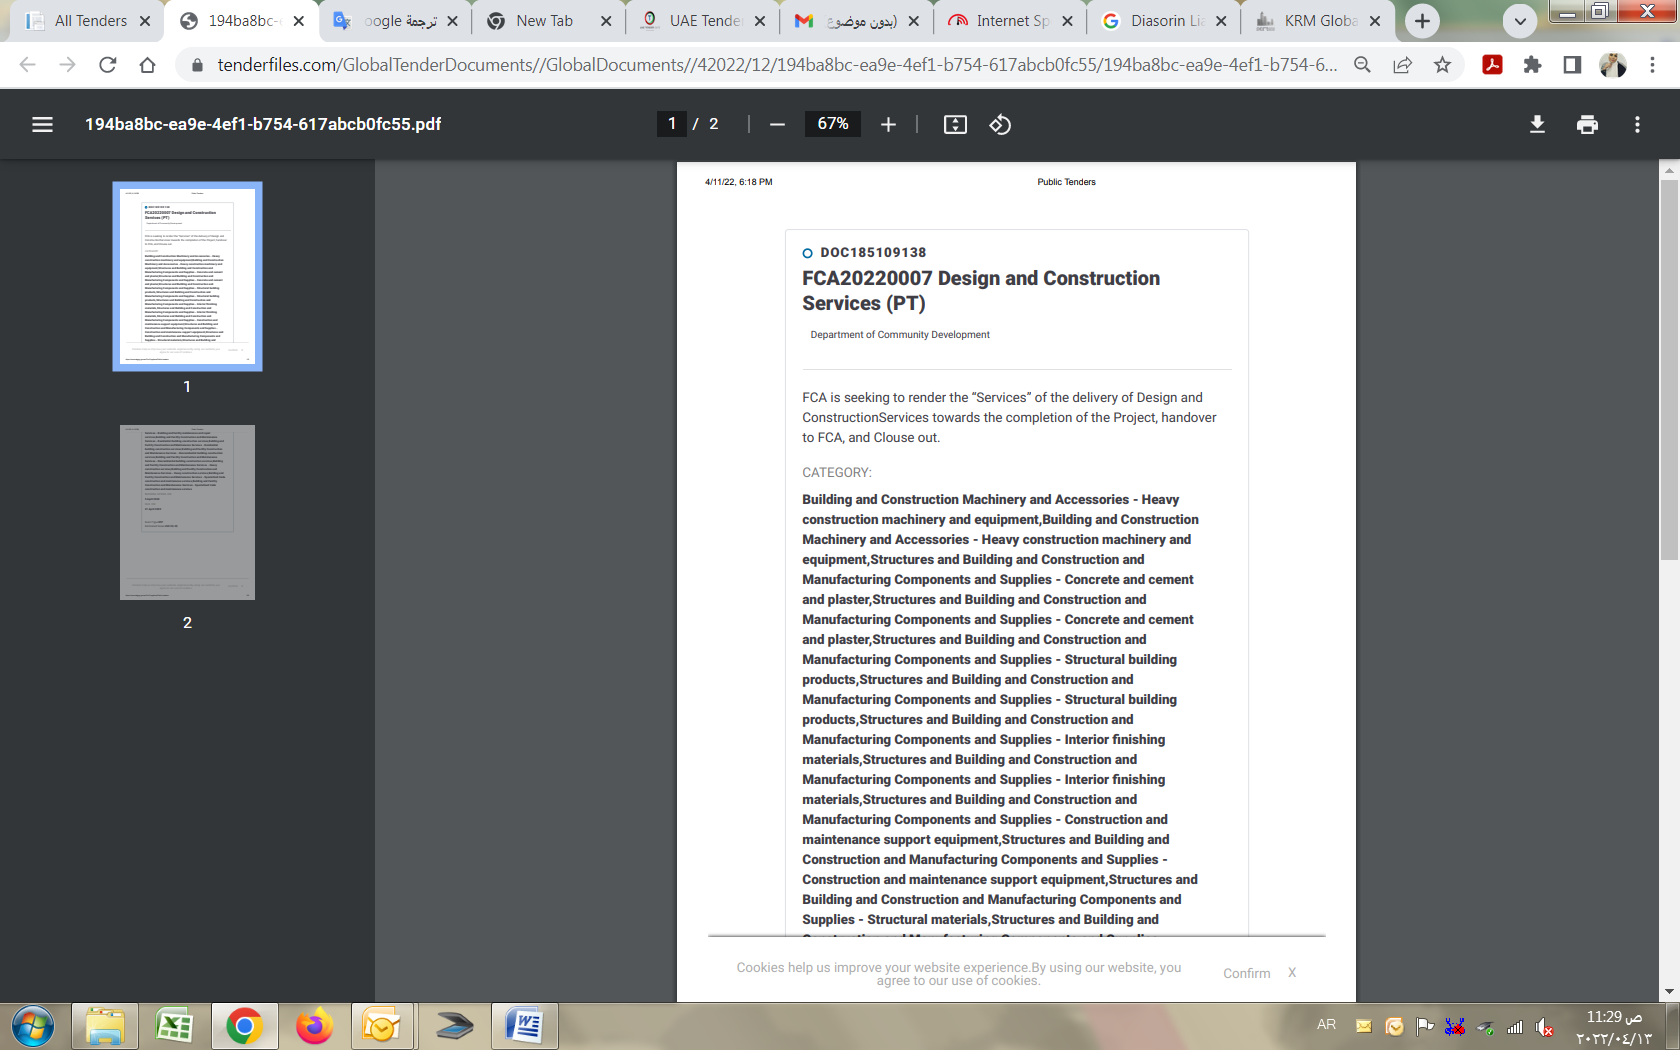 All Tenders
194ba8bc-
ترجمة oogle
New Tab
UAE Tende
(بدون موضوع
Internet Sp
Diasorin Lia
KRM Globa
tenderfiles.com/GlobalTenderDocuments//GlobalDocuments//42022/12/194ba8bc-ea9e-4ef1-b754-617abcb0fc55/194ba8bc-ea9e-4ef1-b754-6...
194ba8bc-ea9e-4ef1-b754-617abcb0fc55.pdf
1 / 2
67%
1
2
4/11/22, 6:18 PM
Public Tenders
DOC185109138
FCA20220007 Design and Construction
Services (PT)
Department of Community Development
FCA is seeking to render the “Services” of the delivery of Design and
ConstructionServices towards the completion of the Project, handover
to FCA, and Clouse out.
CATEGORY:
Building and Construction Machinery and Accessories - Heavy
construction machinery and equipment,Building and Construction
Machinery and Accessories - Heavy construction machinery and
equipment,Structures and Building and Construction and
Manufacturing Components and Supplies - Concrete and cement
and plaster,Structures and Building and Construction and
Manufacturing Components and Supplies - Concrete and cement
and plaster,Structures and Building and Construction and
Manufacturing Components and Supplies - Structural building
products,Structures and Building and Construction and
Manufacturing Components and Supplies - Structural building
products,Structures and Building and Construction and
Manufacturing Components and Supplies - Interior finishing
materials,Structures and Building and Construction and
Manufacturing Components and Supplies - Interior finishing
materials,Structures and Building and Construction and
Manufacturing Components and Supplies - Construction and
maintenance support equipment,Structures and Building and
Construction and Manufacturing Components and Supplies -
Construction and maintenance support equipment,Structures and
Building and Construction and Manufacturing Components and
Supplies - Structural materials,Structures and Building and
Cookies help us improve your website experience.By using our website, you
agree to our use of cookies.
Confirm X
AR
11:29 ص
٢٠٢٢/٠٤/١٣